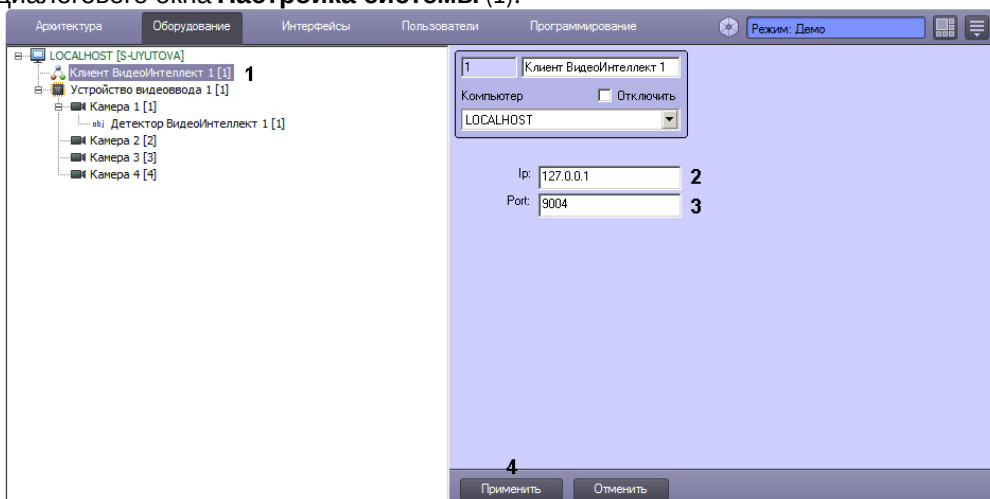 диалогового окна Настройка системы (1).
Архитектура Оборудование Интерфейсы Пользователи Программирование Режим: Демо
LOCALHOST [S-UYUTOVA]
Клиент ВидеоИнтеллект 1 [1] 1
Устройство видеоввода 1 [1]
Камера 1 [1]
obj Детектор ВидеоИнтеллект 1 [1]
Камера 2 [2]
Камера 3 [3]
Камера 4 [4]
1 Клиент ВидеоИнтеллект 1
Компьютер Отключить
LOCALHOST
Ip: 127.0.0.1 2
Port: 9004 3
4
Применить Отменить